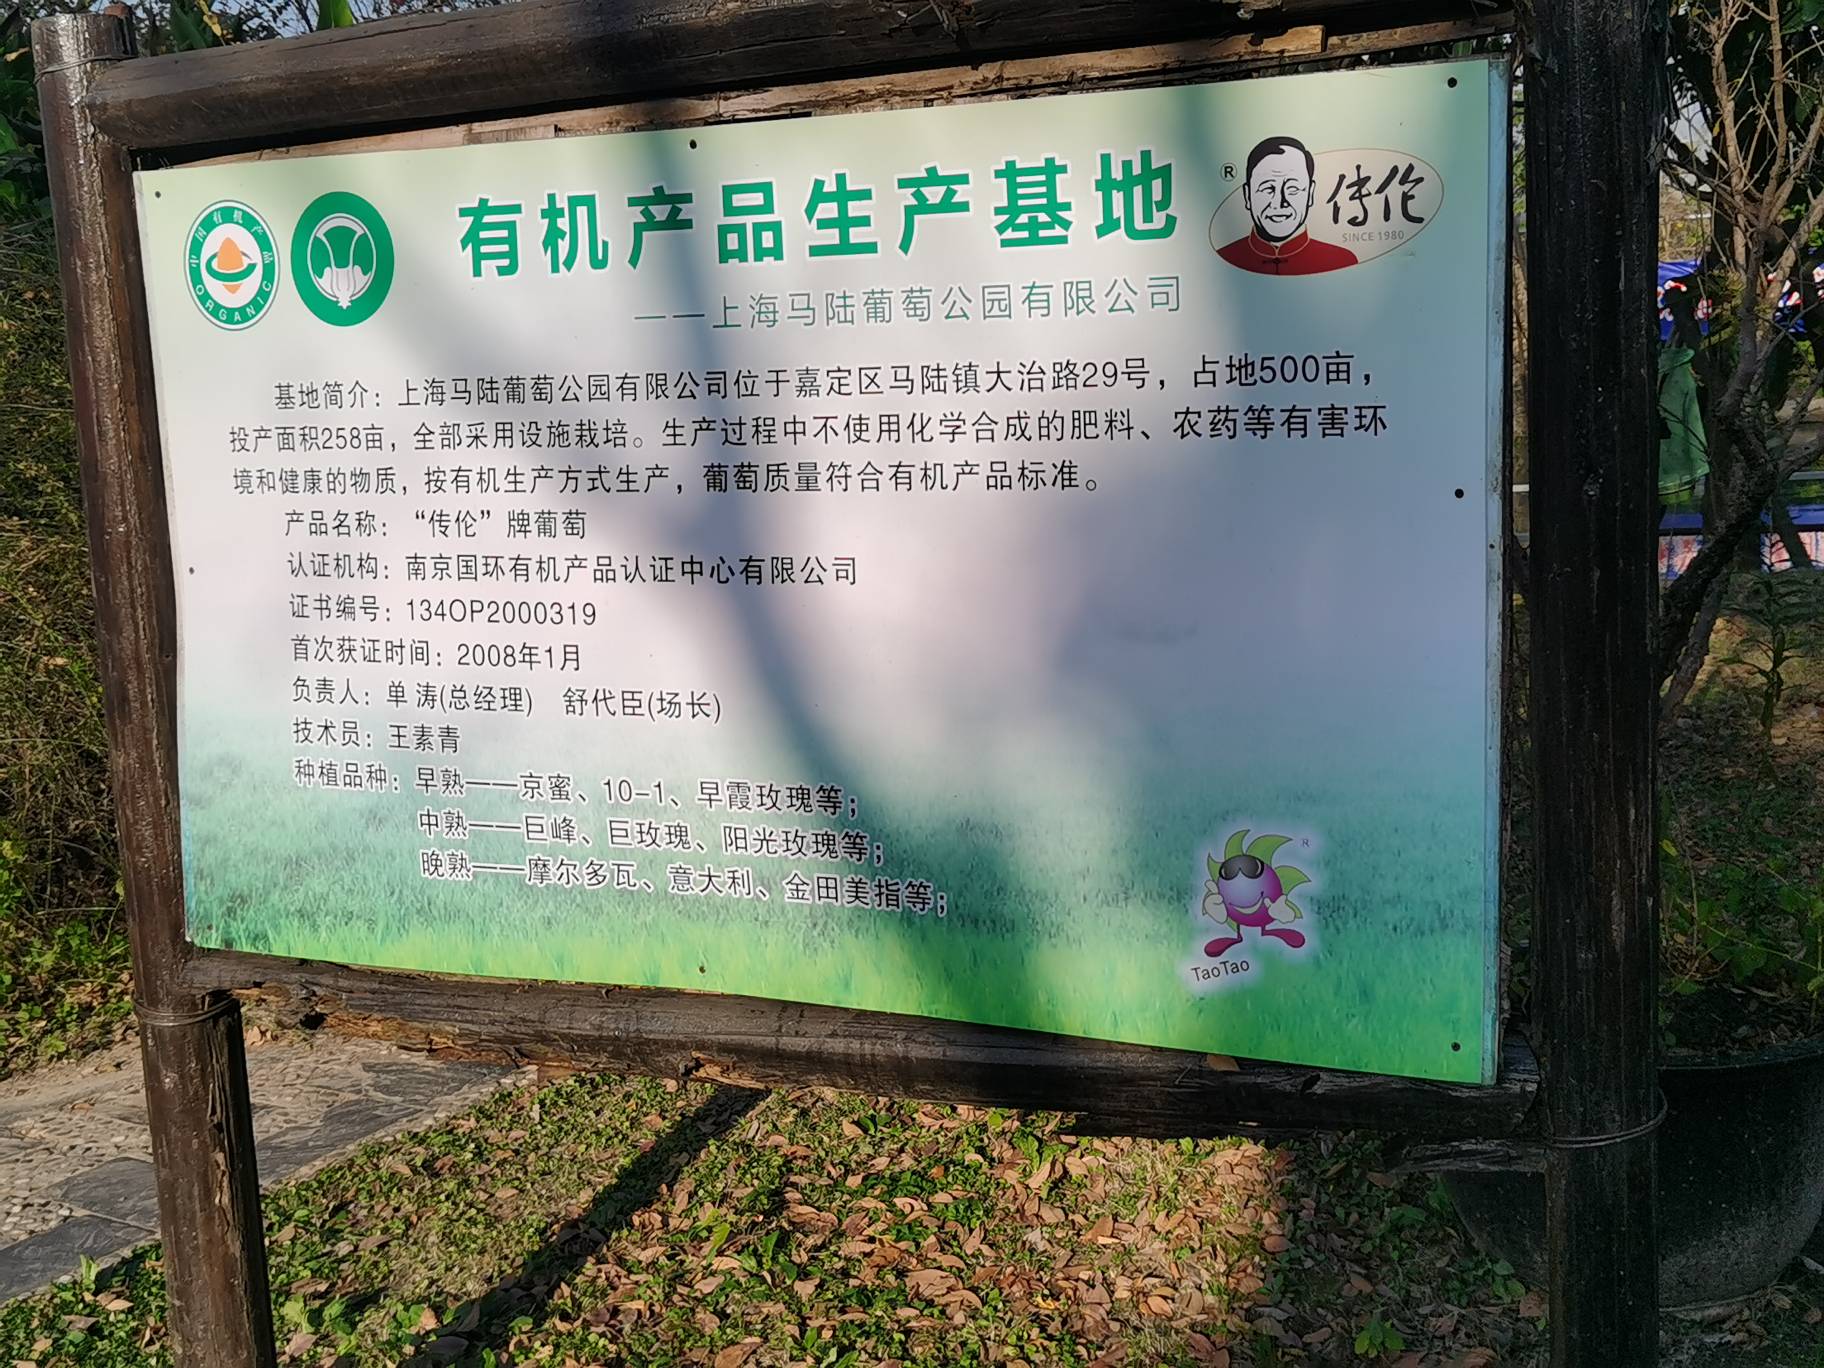 中国有机产品
ORGANIC
有机产品生产基地
——上海马陆葡萄公园有限公司
®
传伦
SINCE 1980
基地简介：上海马陆葡萄公园有限公司位于嘉定区马陆镇大治路29号，占地500亩，
投产面积258亩，全部采用设施栽培。生产过程中不使用化学合成的肥料、农药等有害环
境和健康的物质，按有机生产方式生产，葡萄质量符合有机产品标准。
产品名称：“传伦”牌葡萄
认证机构：南京国环有机产品认证中心有限公司
证书编号：134OP2000319
首次获证时间：2008年1月
负责人：单 涛(总经理) 舒代臣(场长)
技术员：王素青
种植品种：早熟——京蜜、10-1、早霞玫瑰等；
中熟——巨峰、巨玫瑰、阳光玫瑰等；
晚熟——摩尔多瓦、意大利、金田美指等；
®
TaoTao